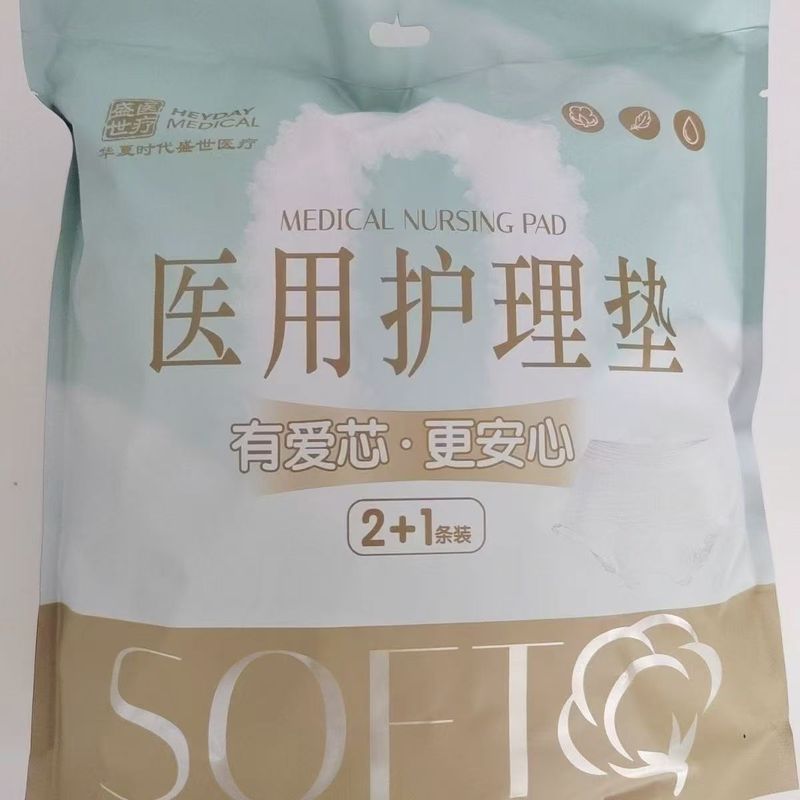 盛世医疗
HEYDAY
MEDICAL
华夏时代盛世医疗
MEDICAL NURSING PAD
医用护理垫
有爱芯·更安心
2+1条装
SOFT